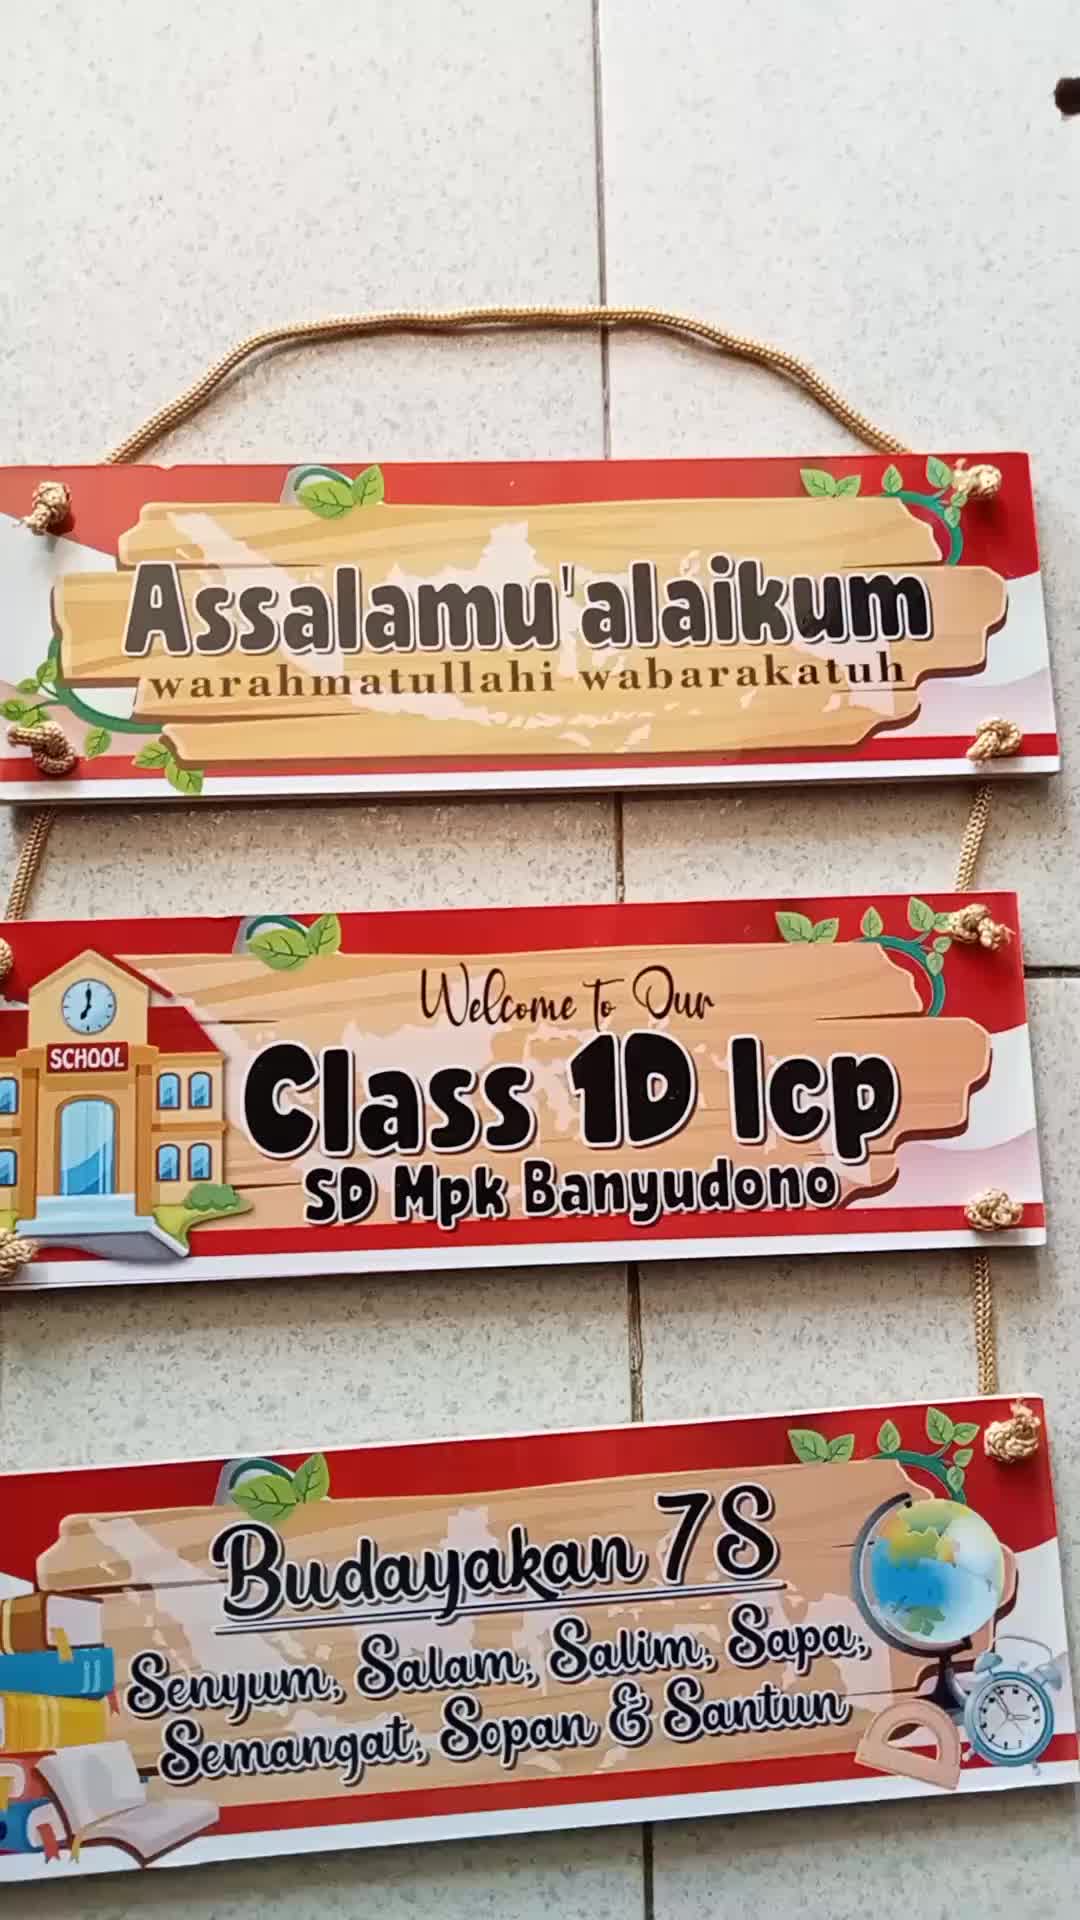 Assalamu'alaikum
warahmatullahi wabarakatuh
SCHOOL
Welcome to Our
Class 1D Icp
SD Mpk Banyudono
Budayakan 7S
Senyum, Salam, Salim, Sapa,
Semangat, Sopan & Santun